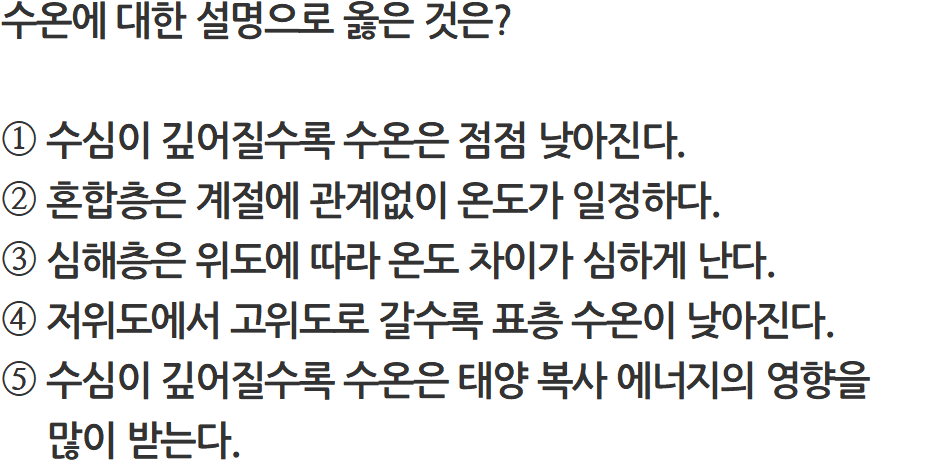 수온에 대한 설명으로 옳은 것은?
① 수심이 깊어질수록 수온은 점점 낮아진다.
② 혼합층은 계절에 관계없이 온도가 일정하다.
③ 심해층은 위도에 따라 온도 차이가 심하게 난다.
④ 저위도에서 고위도로 갈수록 표층 수온이 낮아진다.
⑤ 수심이 깊어질수록 수온은 태양 복사 에너지의 영향을
많이 받는다.